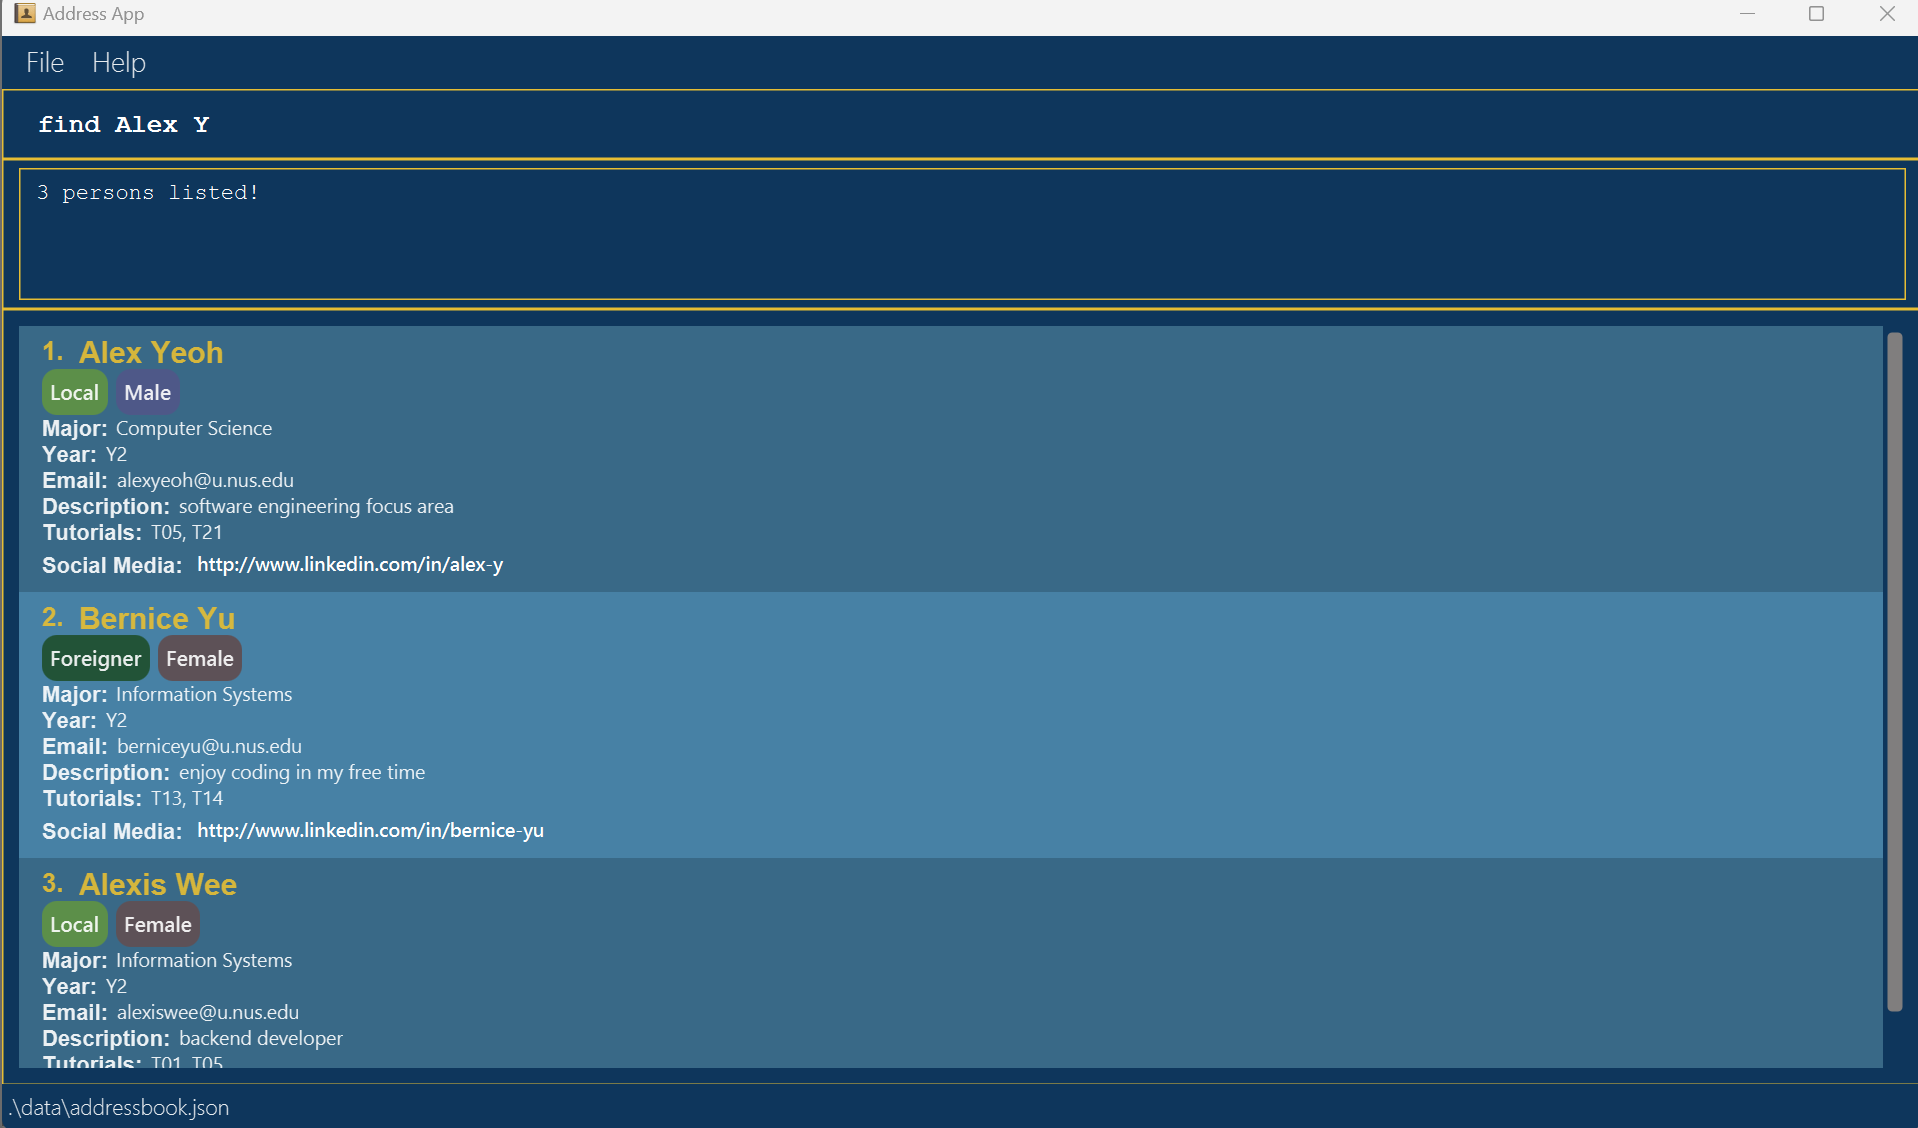 Address App
File Help
find Alex Y
3 persons listed!
1. Alex Yeoh
Local Male
Major: Computer Science
Year: Y2
Email: alexyeoh@u.nus.edu
Description: software engineering focus area
Tutorials: T05, T21
Social Media: http://www.linkedin.com/in/alex-y
2. Bernice Yu
Foreigner Female
Major: Information Systems
Year: Y2
Email: berniceyu@u.nus.edu
Description: enjoy coding in my free time
Tutorials: T13, T14
Social Media: http://www.linkedin.com/in/bernice-yu
3. Alexis Wee
Local Female
Major: Information Systems
Year: Y2
Email: alexiswee@u.nus.edu
Description: backend developer
Tutorials: T01, T05
.\data\addressbook.json